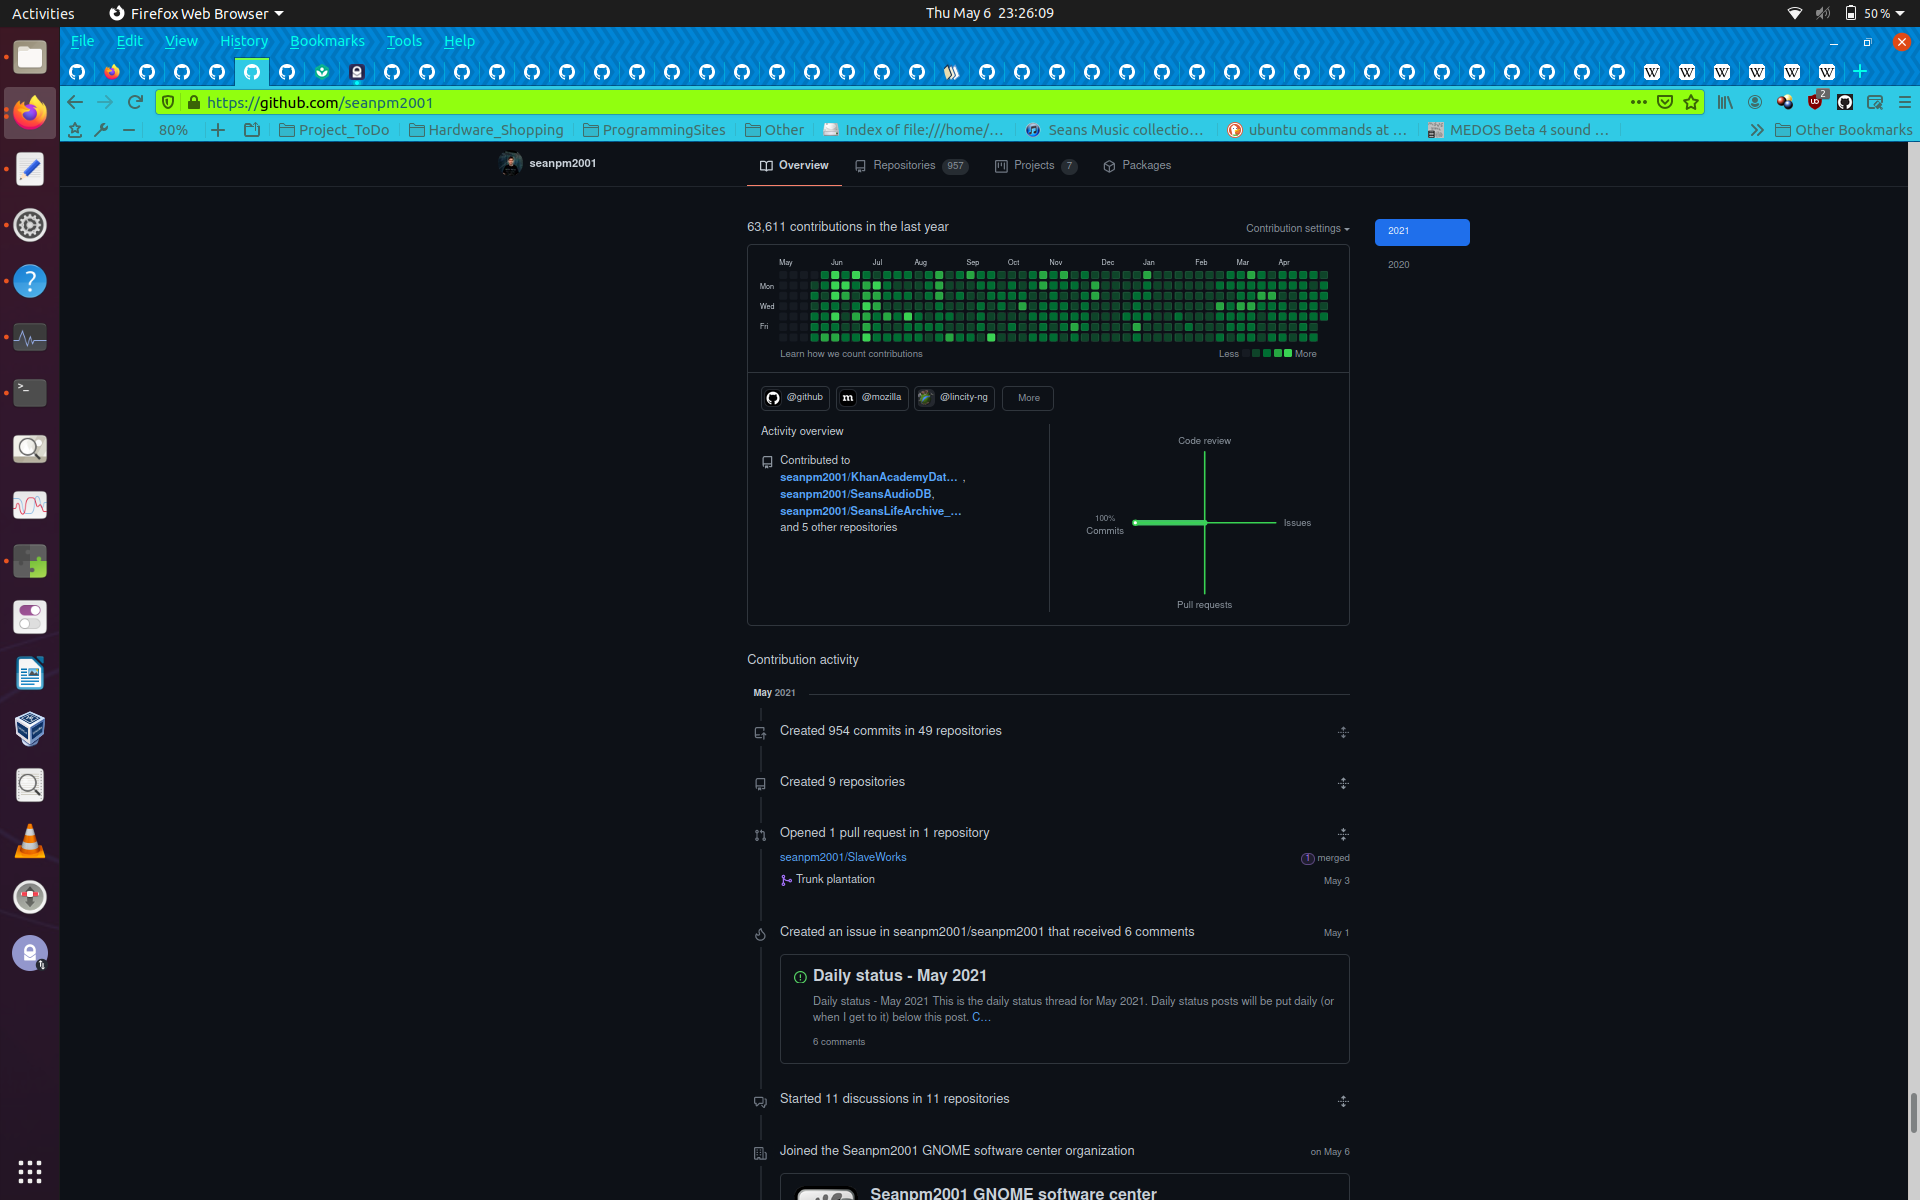 Activities
Firefox Web Browser
Thu May 6 23:26:09
50 %
File Edit View History Bookmarks Tools Help
https://github.com/seanpm2001
2
80%
Project_ToDo
Hardware_Shopping
ProgrammingSites
Other
Index of file:///home/...
Seans Music collectio...
ubuntu commands at ...
MEDOS Beta 4 sound ...
Other Bookmarks
seanpm2001
Overview
Repositories 957
Projects 7
Packages
63,611 contributions in the last year
Contribution settings
2021
2020
May Jun Jul Aug Sep Oct Nov Dec Jan Feb Mar Apr
Mon
Wed
Fri
Learn how we count contributions
Less More
@github
@mozilla
@lincity-ng
More
Activity overview
Contributed to
seanpm2001/KhanAcademyDat... ,
seanpm2001/SeansAudioDB,
seanpm2001/SeansLifeArchive_...
and 5 other repositories
Code review
100%
Commits
Issues
Pull requests
Contribution activity
May 2021
Created 954 commits in 49 repositories
Created 9 repositories
Opened 1 pull request in 1 repository
seanpm2001/SlaveWorks
1 merged
Trunk plantation
May 3
Created an issue in seanpm2001/seanpm2001 that received 6 comments
May 1
Daily status - May 2021
Daily status - May 2021 This is the daily status thread for May 2021. Daily status posts will be put daily (or
when I get to it) below this post. C...
6 comments
Started 11 discussions in 11 repositories
Joined the Seanpm2001 GNOME software center organization
on May 6
Seanpm2001 GNOME software center